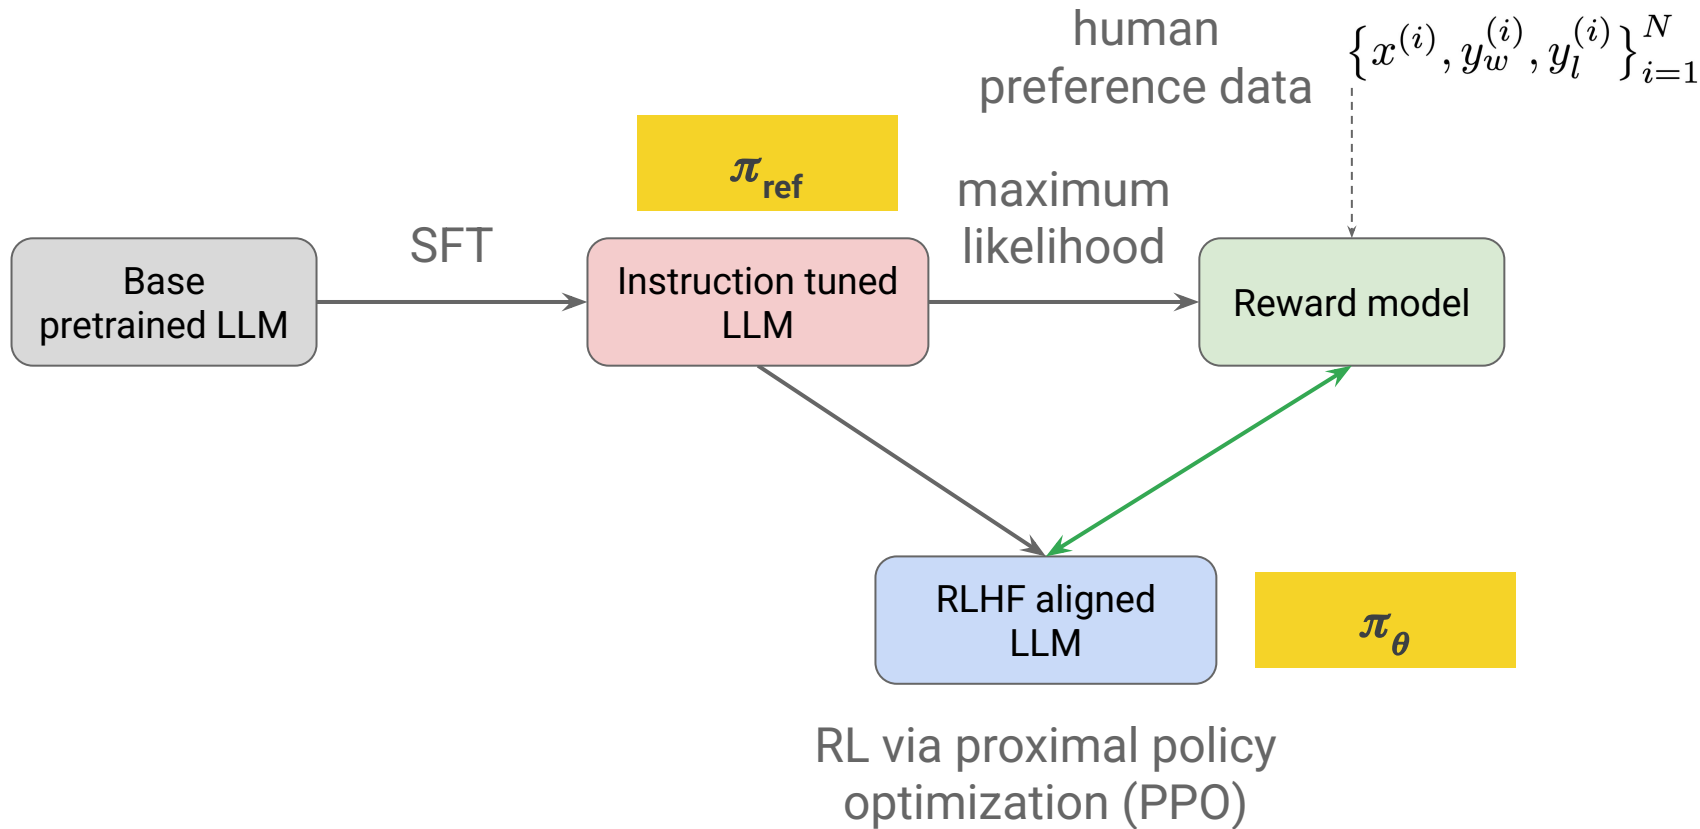 human
preference data
{x^(i), y_w^(i), y_l^(i)}_{i=1}^N
π_ref
maximum
likelihood
SFT
Base
pretrained LLM
Instruction tuned
LLM
Reward model
RLHF aligned
LLM
π_θ
RL via proximal policy
optimization (PPO)